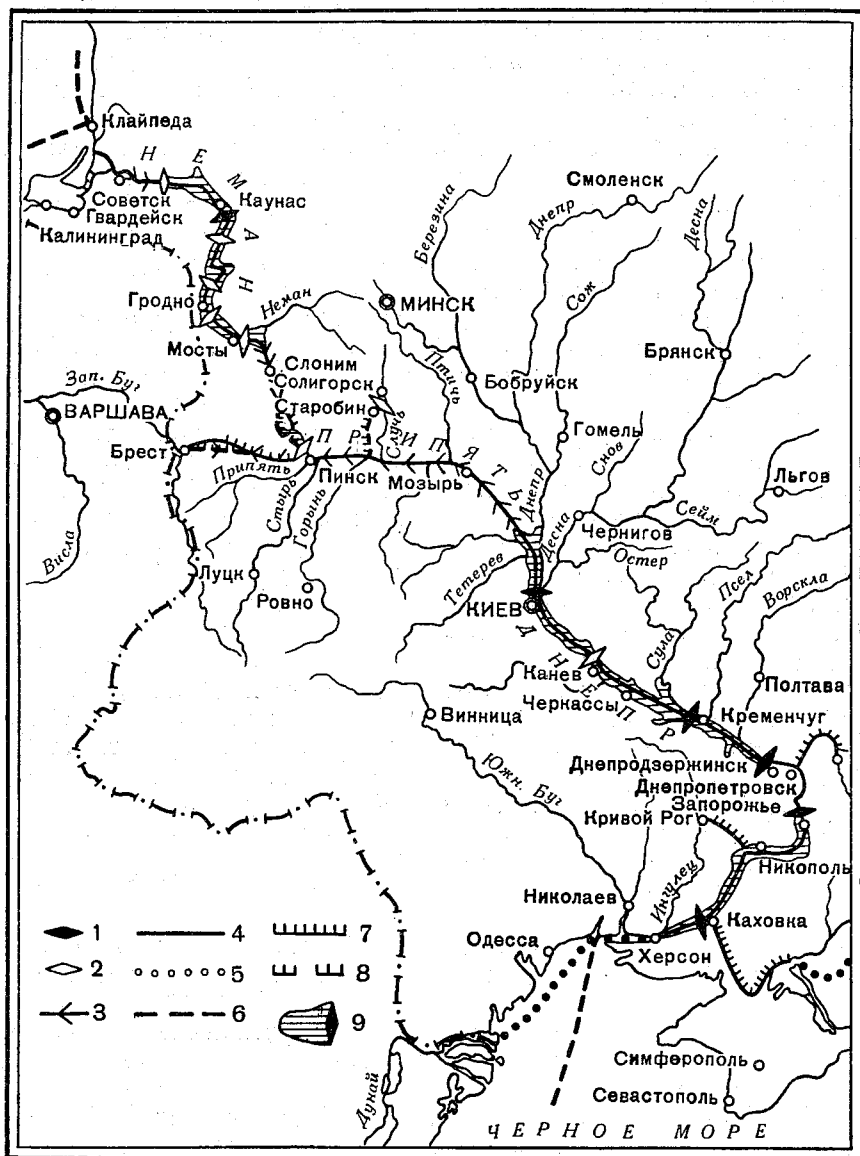 Клайпеда
НЕМАН
Советск
Гвардейск
Калининград
Каунас
Смоленск
Днепр
Десна
Березина
Сож
Гродно
Неман
МИНСК
Мосты
Птичь
Брянск
Слоним
Солигорск
Бобруйск
Зап. Буг
ВАРШАВА
Старобин
Случь
Гомель
Снов
Брест
ПРИПЯТЬ
Припять
Пинск
Мозырь
Днепр
Льгов
Стырь
Горынь
Десна
Чернигов
Сейм
Висла
Остер
Луцк
Ровно
Тетерев
Псел
Ворскла
КИЕВ
ДНЕПР
Сула
Канев
Полтава
Черкассы
Винница
Кременчуг
Южн. Буг
Днепродзержинск
Днепропетровск
Запорожье
Кривой Рог
Никополь
Николаев
Ингулец
Каховка
Одесса
Херсон
1 4 7
2 5 8
3 6 9
Симферополь
Дунай
Севастополь
ЧЕРНОЕ МОРЕ